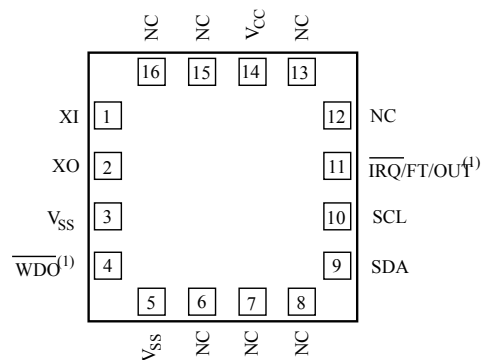 NC NC VCC NC
16 15 14 13
XI 1 12 NC
XO 2 11 IRQ/FT/OUT(1)
VSS 3 10 SCL
WDO(1) 4 9 SDA
5 6 7 8
VSS NC NC NC